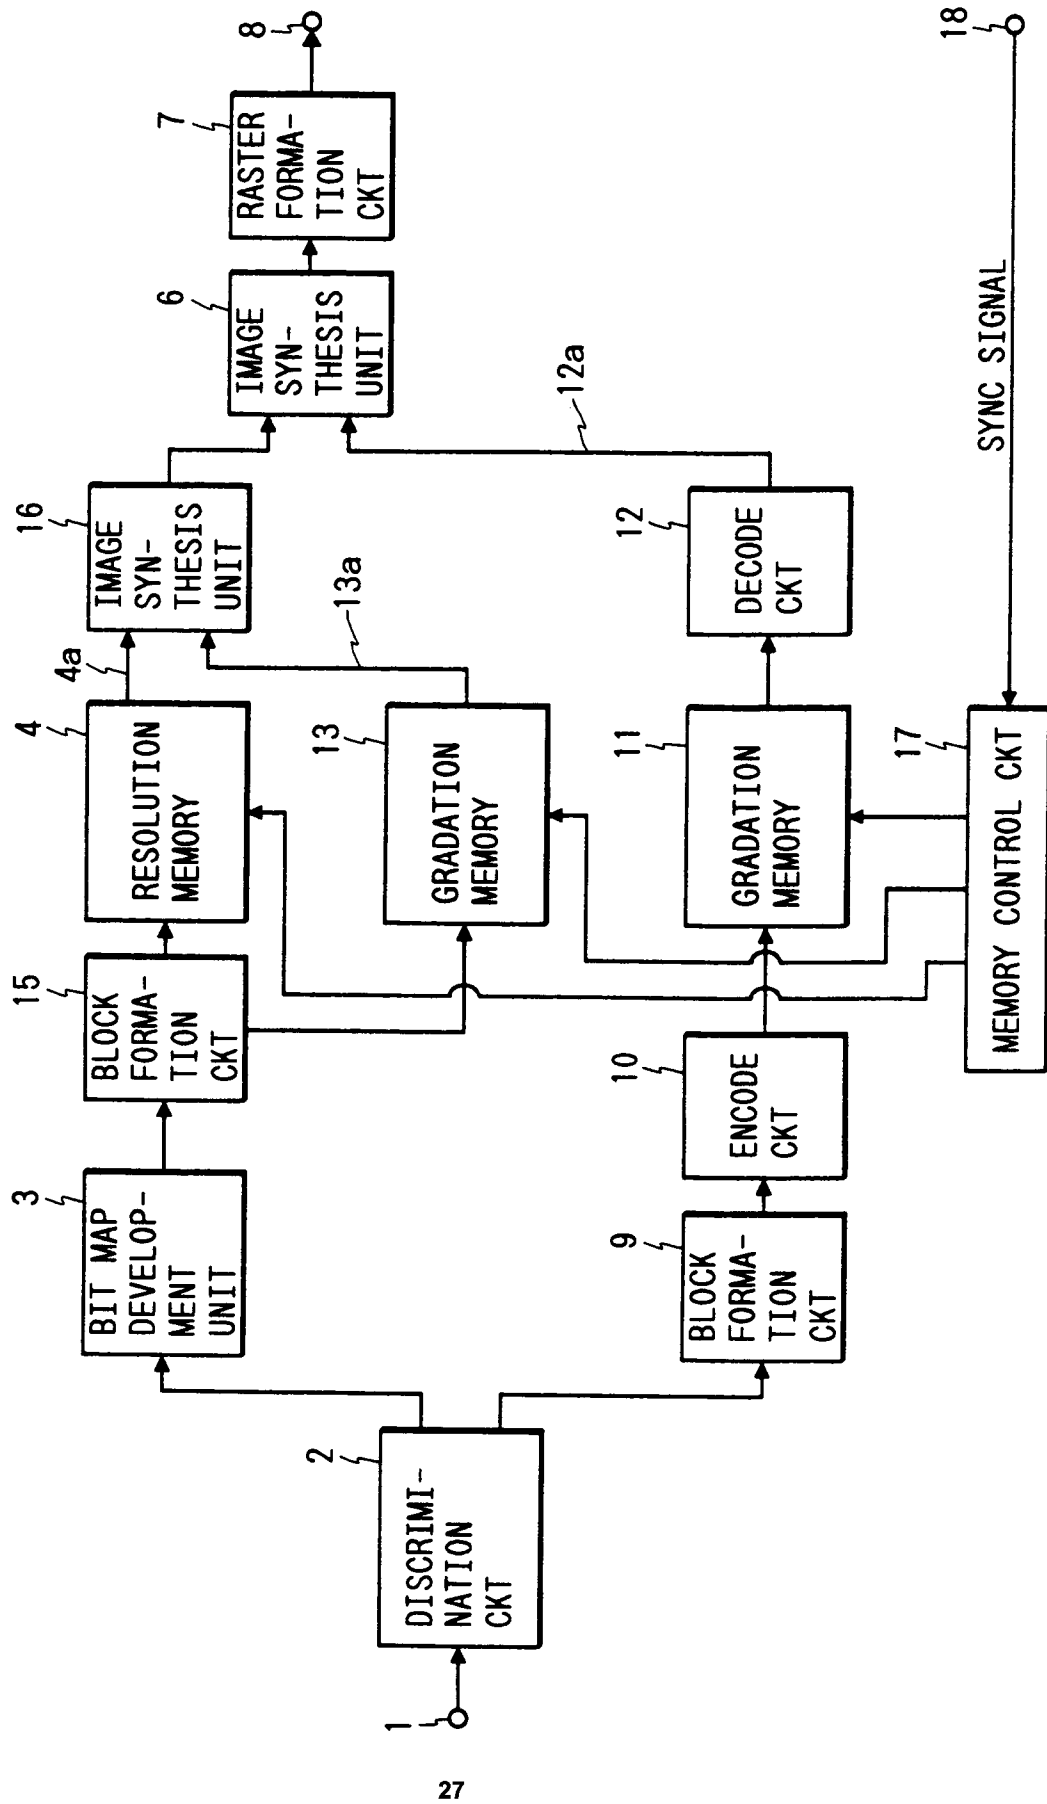 1
2
DISCRIMI-
NATION
CKT
3
BIT MAP
DEVELOP-
MENT
UNIT
15
BLOCK
FORMA-
TION
CKT
4
RESOLUTION
MEMORY
4a
16
IMAGE
SYN-
THESIS
UNIT
6
IMAGE
SYN-
THESIS
UNIT
7
RASTER
FORMA-
TION
CKT
8
13
GRADATION
MEMORY
13a
9
BLOCK
FORMA-
TION
CKT
10
ENCODE
CKT
11
GRADATION
MEMORY
12
DECODE
CKT
12a
17
MEMORY CONTROL CKT
SYNC SIGNAL
18
27